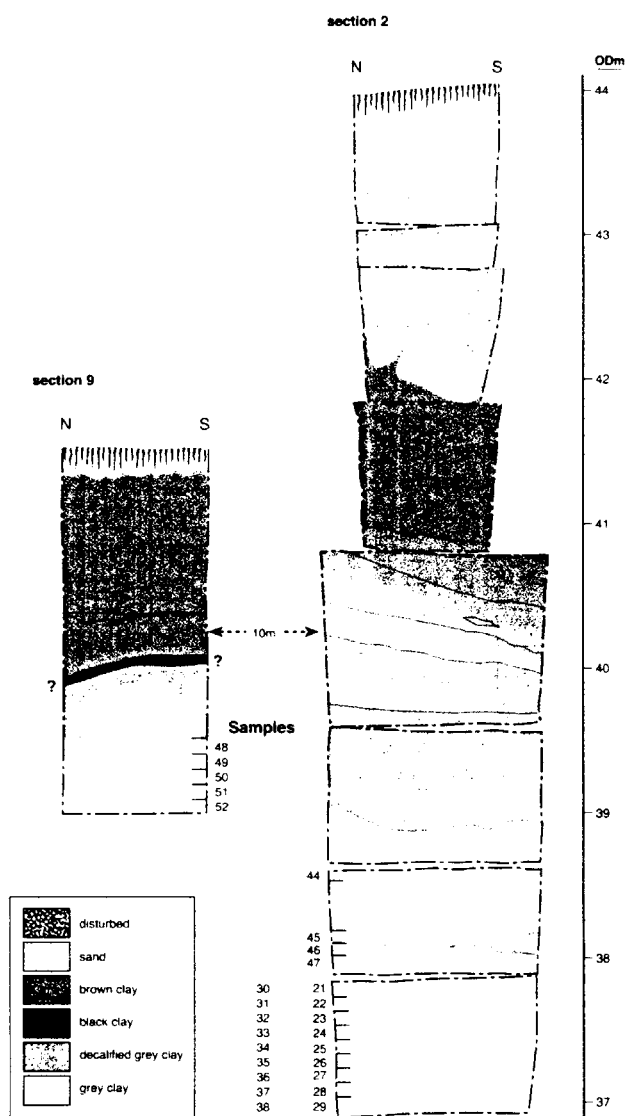 section 2
N S
ODm
44
43
42
section 9
N S
41
10m
40
? ?
Samples
48
49
50
51
52
39
44
45
46
47
38
30 21
31 22
32 23
33 24
34 25
35 26
36 27
37 28
38 29
37
disturbed
sand
brown clay
black clay
decalified grey clay
grey clay